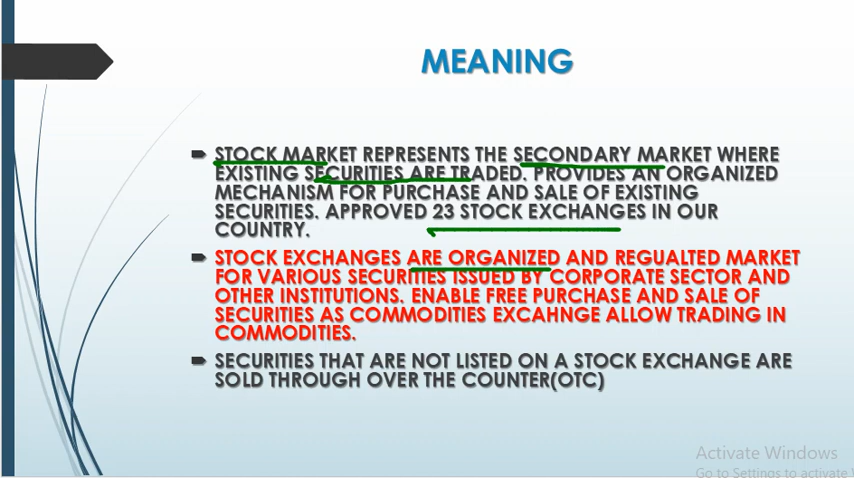 MEANING
STOCK MARKET REPRESENTS THE SECONDARY MARKET WHERE
EXISTING SECURITIES ARE TRADED. PROVIDES AN ORGANIZED
MECHANISM FOR PURCHASE AND SALE OF EXISTING
SECURITIES. APPROVED 23 STOCK EXCHANGES IN OUR
COUNTRY.
STOCK EXCHANGES ARE ORGANIZED AND REGUALTED MARKET
FOR VARIOUS SECURITIES ISSUED BY CORPORATE SECTOR AND
OTHER INSTITUTIONS. ENABLE FREE PURCHASE AND SALE OF
SECURITIES AS COMMODITIES EXCAHNGE ALLOW TRADING IN
COMMODITIES.
SECURITIES THAT ARE NOT LISTED ON A STOCK EXCHANGE ARE
SOLD THROUGH OVER THE COUNTER(OTC)
Activate Windows
Go to Settings to activate